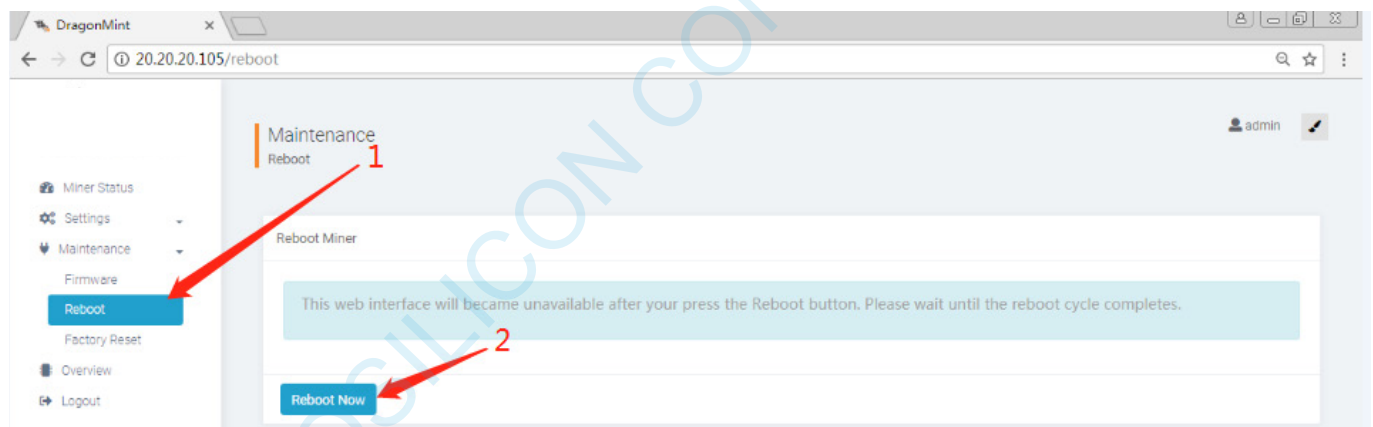 DragonMint
20.20.20.105/reboot
admin
Maintenance
Reboot
1
Miner Status
Settings
Maintenance
Firmware
Reboot
Factory Reset
Overview
Logout
Reboot Miner
This web interface will became unavailable after your press the Reboot button. Please wait until the reboot cycle completes.
2
Reboot Now